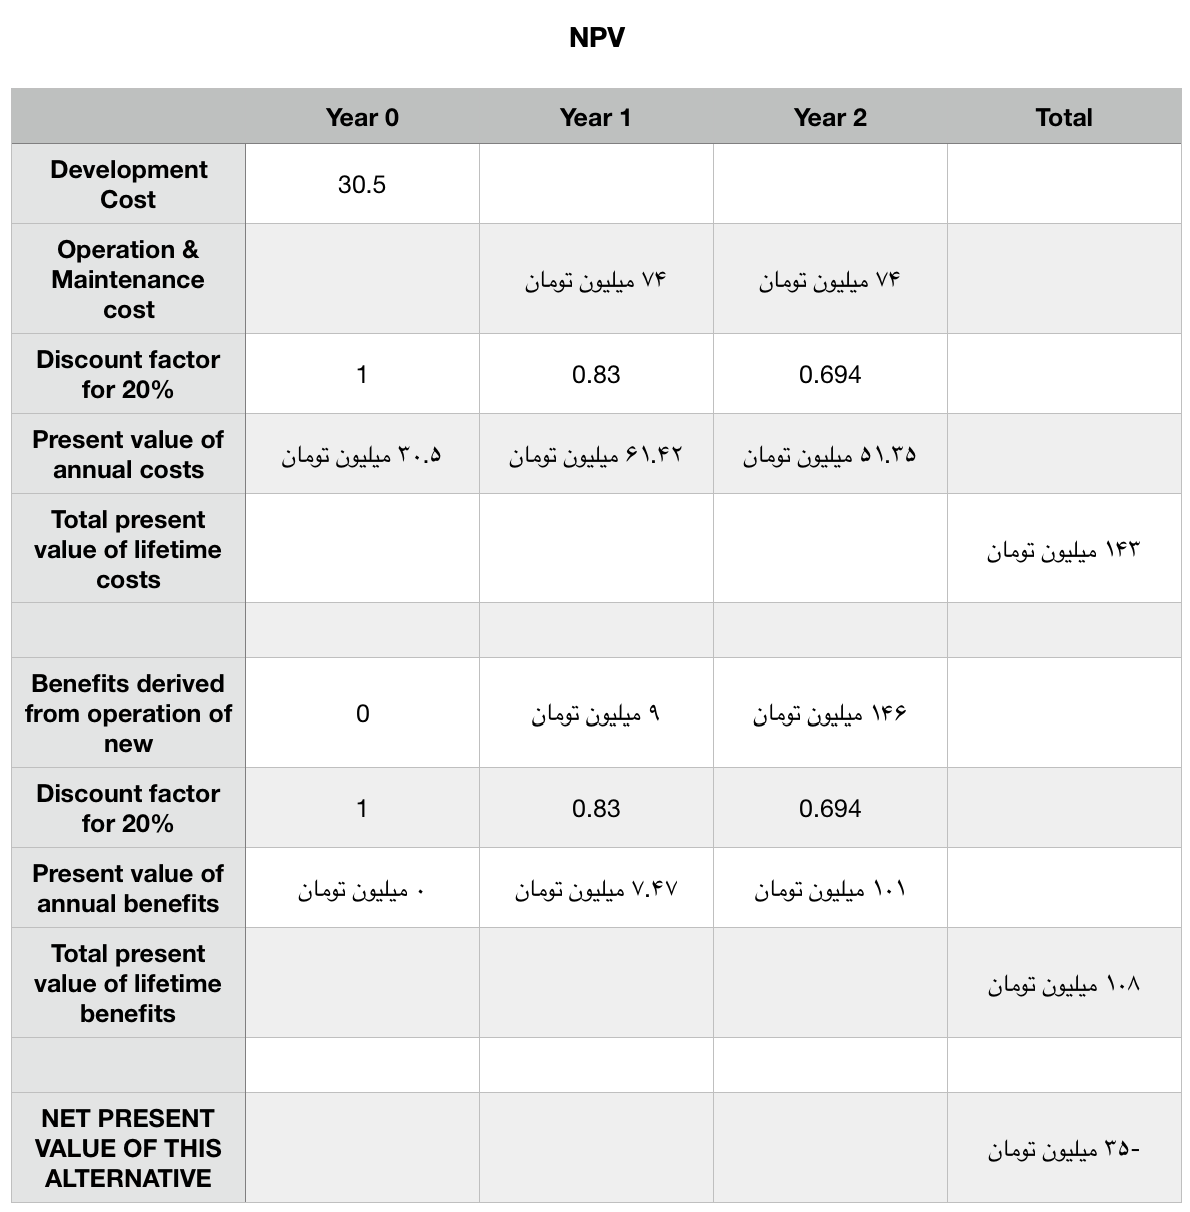 NPV
Year 0 Year 1 Year 2 Total
Development
Cost
30.5
Operation &
Maintenance
cost
۷۴ میلیون تومان
۷۴ میلیون تومان
Discount factor
for 20%
1
0.83
0.694
Present value of
annual costs
۳۰.۵ میلیون تومان
۶۱.۴۲ میلیون تومان
۵۱.۳۵ میلیون تومان
Total present
value of lifetime
costs
۱۴۳ میلیون تومان
Benefits derived
from operation of
new
0
۹ میلیون تومان
۱۴۶ میلیون تومان
Discount factor
for 20%
1
0.83
0.694
Present value of
annual benefits
۰ میلیون تومان
۷.۴۷ میلیون تومان
۱۰۱ میلیون تومان
Total present
value of lifetime
benefits
۱۰۸ میلیون تومان
NET PRESENT
VALUE OF THIS
ALTERNATIVE
-۳۵ میلیون تومان